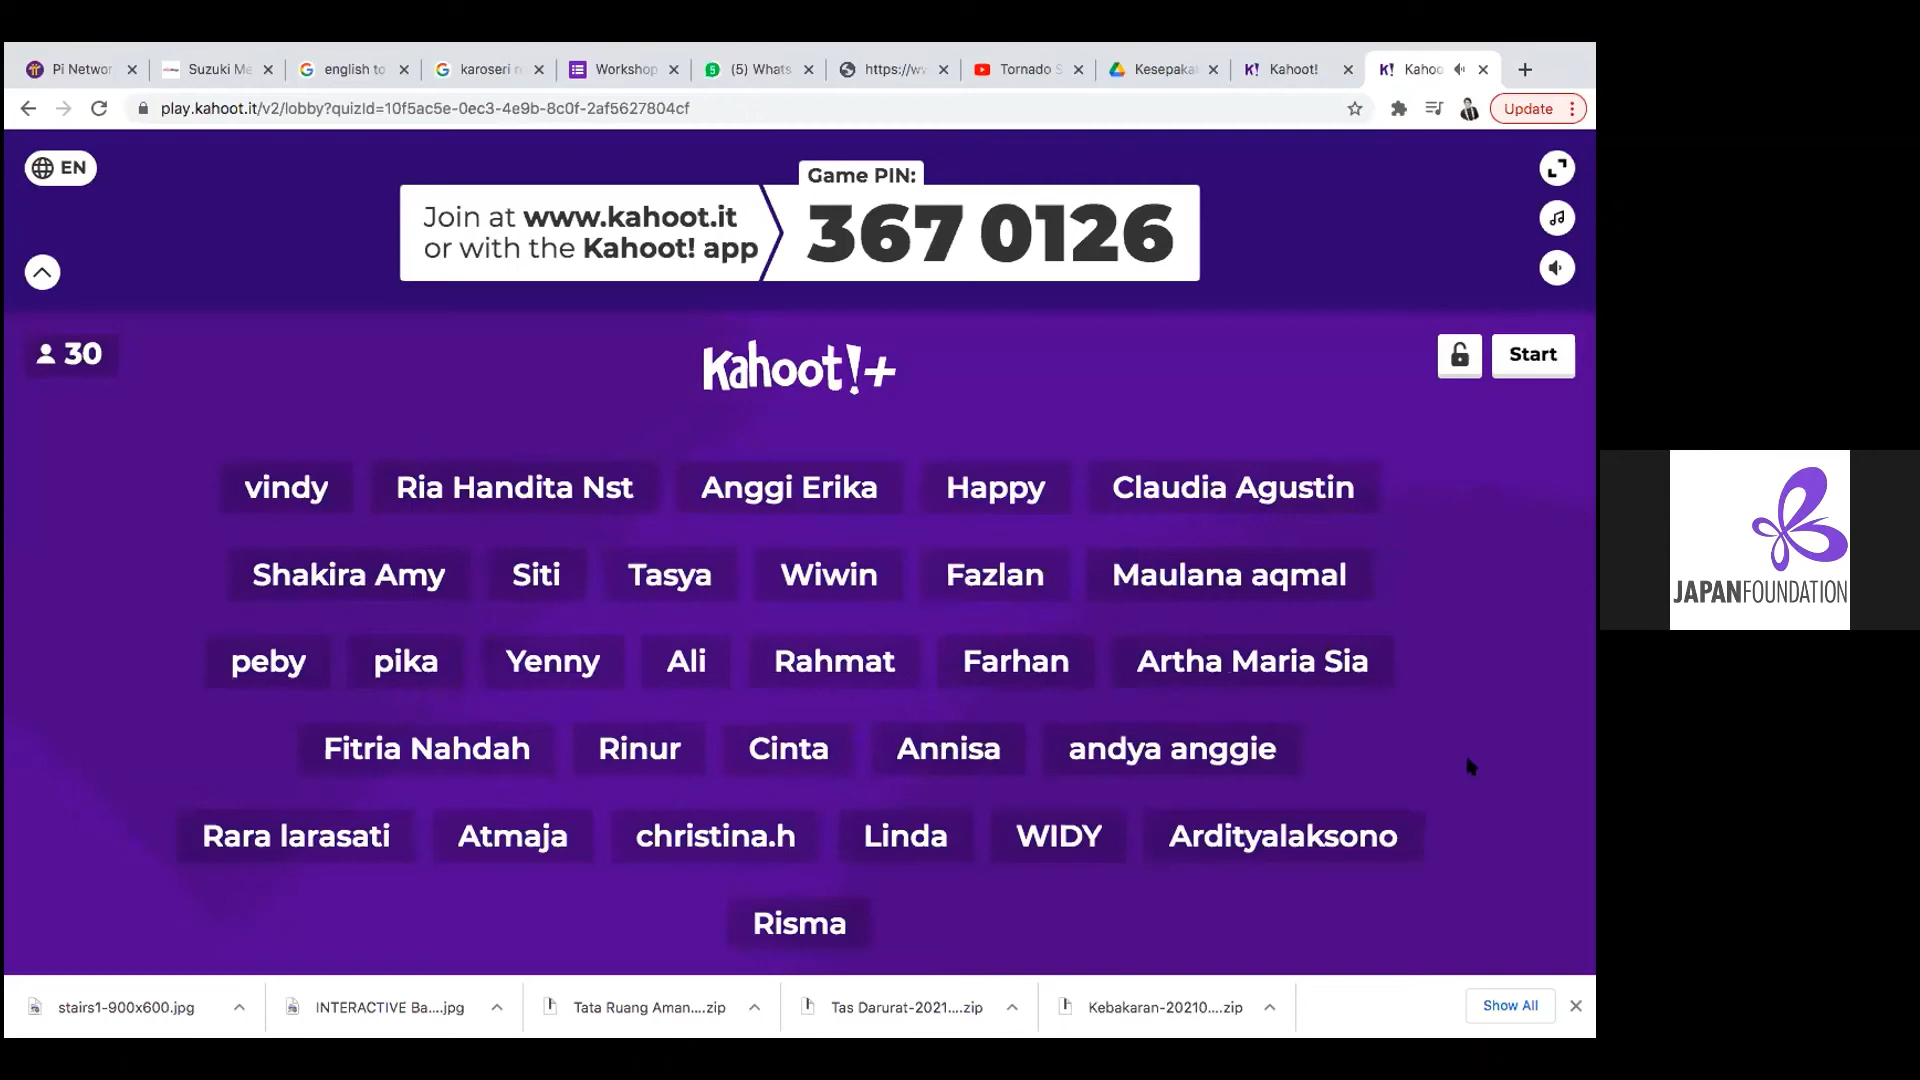 Pi Networ Suzuki Me english to karoseri r Workshop (5) Whats https://w Tornado S Kesepaka Kahoot! Kahoo
play.kahoot.it/v2/lobby?quizId=10f5ac5e-0ec3-4e9b-8c0f-2af5627804cf Update
EN
Game PIN:
Join at www.kahoot.it
or with the Kahoot! app
367 0126
30
Kahoot!+
Start
vindy Ria Handita Nst Anggi Erika Happy Claudia Agustin
Shakira Amy Siti Tasya Wiwin Fazlan Maulana aqmal
peby pika Yenny Ali Rahmat Farhan Artha Maria Sia
Fitria Nahdah Rinur Cinta Annisa andya anggie
Rara larasati Atmaja christina.h Linda WIDY Ardityalaksono
Risma
JAPANFOUNDATION
stairs1-900x600.jpg INTERACTIVE Ba....jpg Tata Ruang Aman....zip Tas Darurat-2021....zip Kebakaran-20210....zip Show All